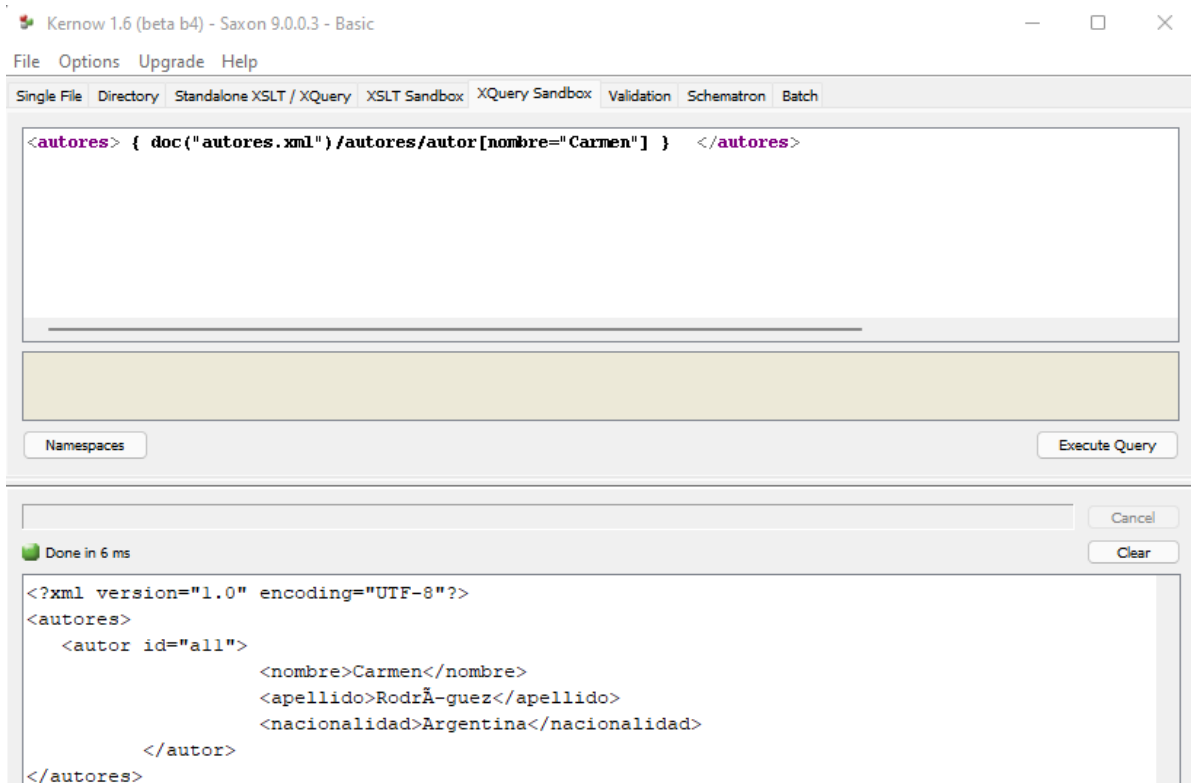 Kernow 1.6 (beta b4) - Saxon 9.0.0.3 - Basic
File Options Upgrade Help
Single File Directory Standalone XSLT / XQuery XSLT Sandbox XQuery Sandbox Validation Schematron Batch
<autores> { doc("autores.xml")/autores/autor[nombre="Carmen"] } </autores>
Namespaces Execute Query
Cancel
Done in 6 ms Clear
<?xml version="1.0" encoding="UTF-8"?>
<autores>
<autor id="all">
<nombre>Carmen</nombre>
<apellido>RodrÃ-guez</apellido>
<nacionalidad>Argentina</nacionalidad>
</autor>
</autores>